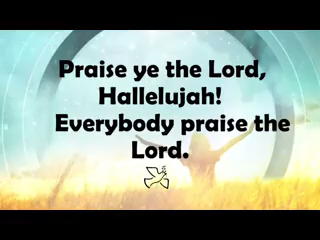 Praise ye the Lord,
Hallelujah!
Everybody praise the
Lord.